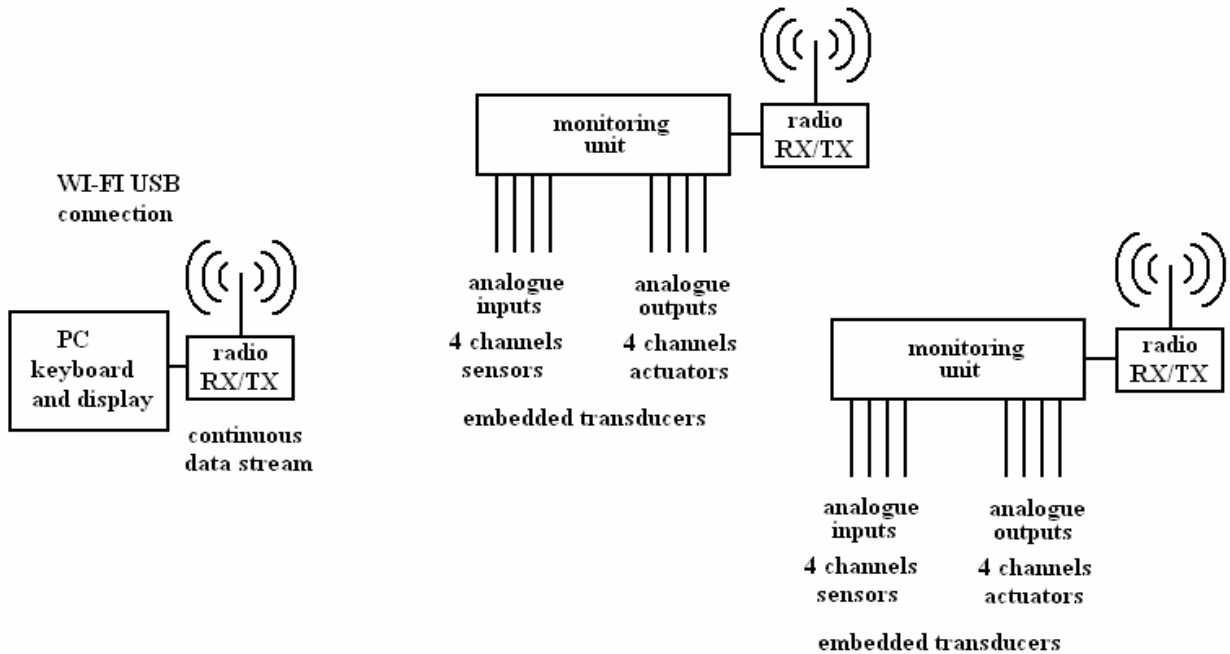 WI-FI USB
connection
PC
keyboard
and display
radio
RX/TX
continuous
data stream
monitoring
unit
radio
RX/TX
analogue
inputs
4 channels
sensors
analogue
outputs
4 channels
actuators
embedded transducers
monitoring
unit
radio
RX/TX
analogue
inputs
4 channels
sensors
analogue
outputs
4 channels
actuators
embedded transducers